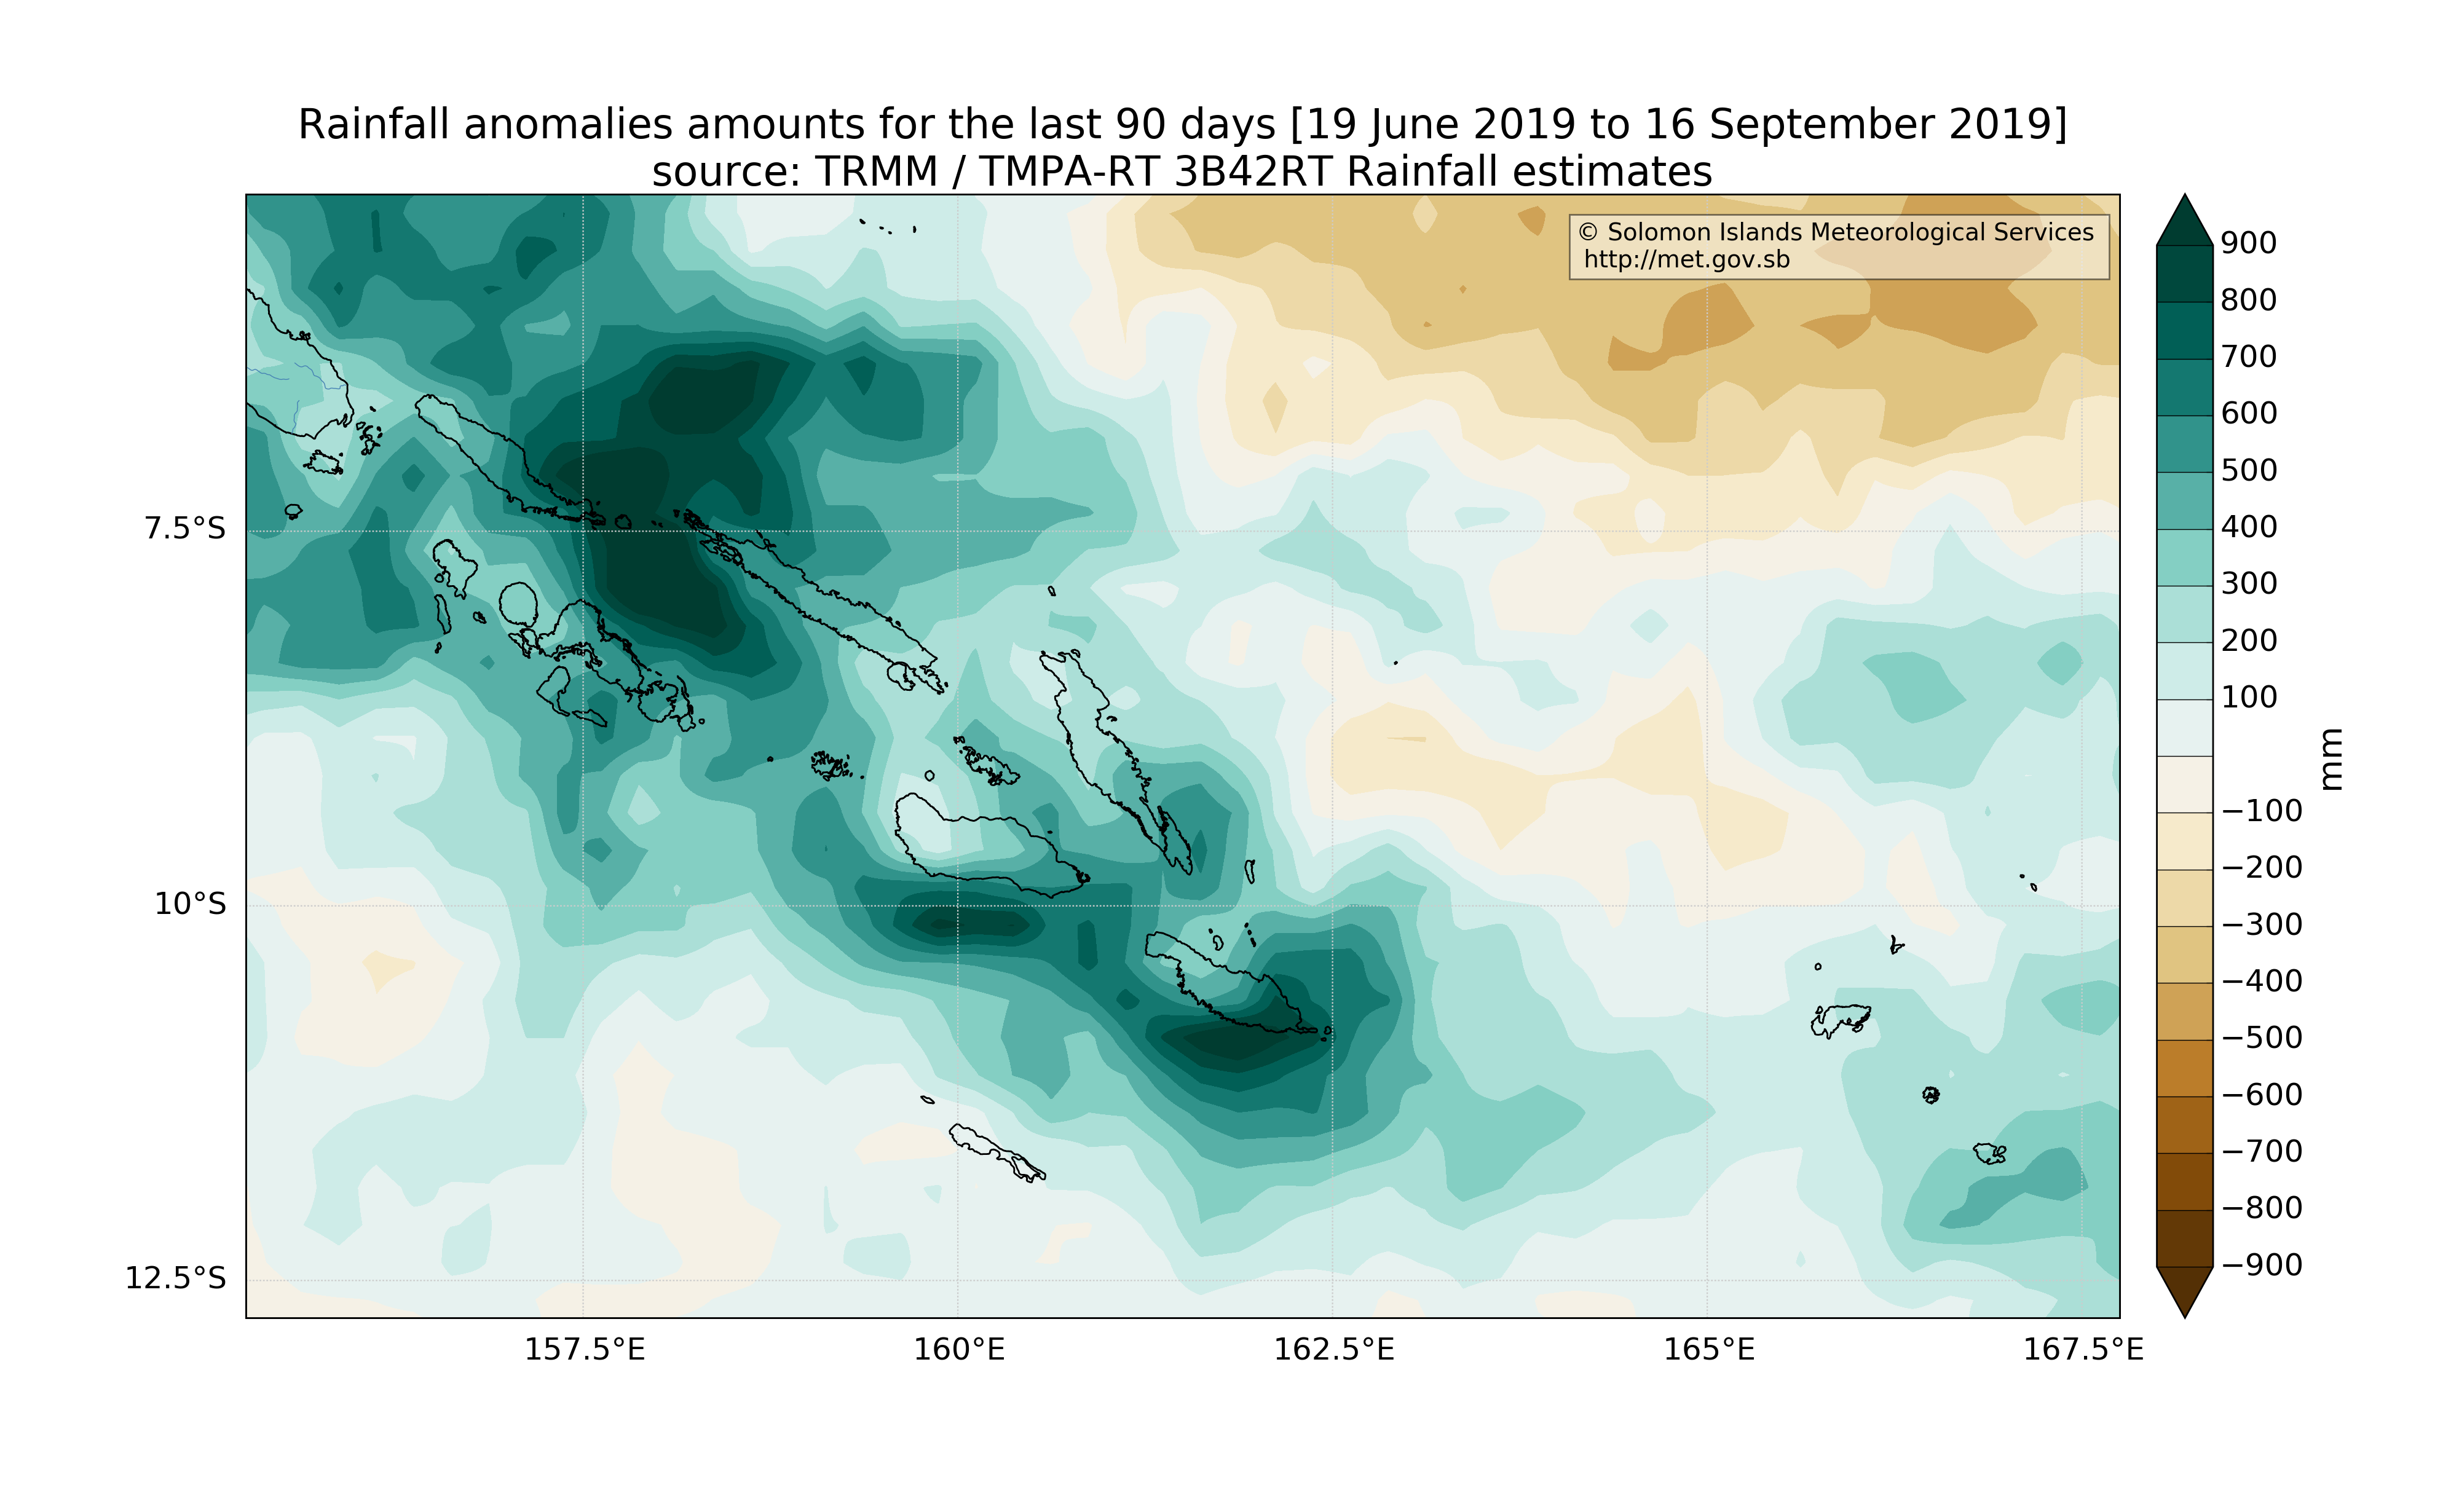 Rainfall anomalies amounts for the last 90 days [19 June 2019 to 16 September 2019]
source: TRMM / TMPA-RT 3B42RT Rainfall estimates
© Solomon Islands Meteorological Services
http://met.gov.sb
7.5°S
10°S
12.5°S
157.5°E
160°E
162.5°E
165°E
167.5°E
900
800
700
600
500
400
300
200
100
−100
−200
−300
−400
−500
−600
−700
−800
−900
mm